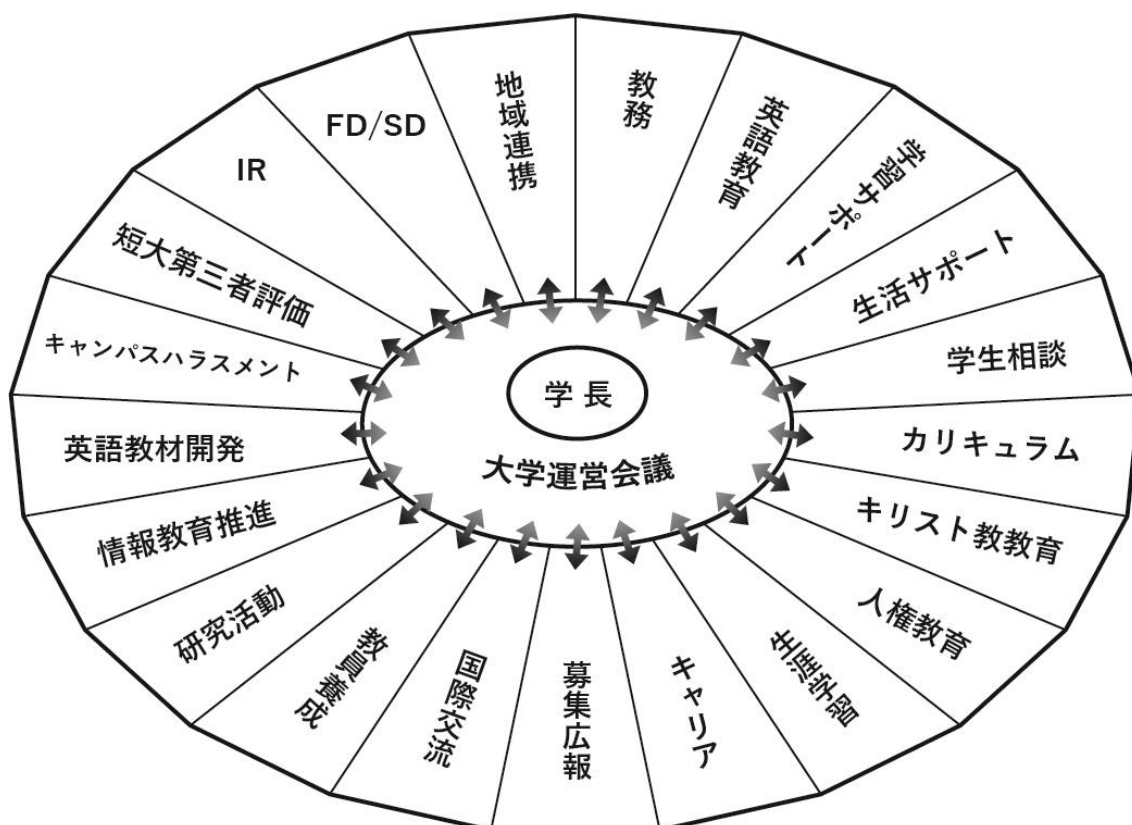 教務
英語教育
学習サポート
生活サポート
学生相談
カリキュラム
キリスト教教育
人権教育
生涯学習
キャリア
募集広報
国際交流
教員養成
研究活動
情報教育推進
英語教材開発
キャンパスハラスメント
短大第三者評価
IR
FD/SD
地域連携
学長
大学運営会議